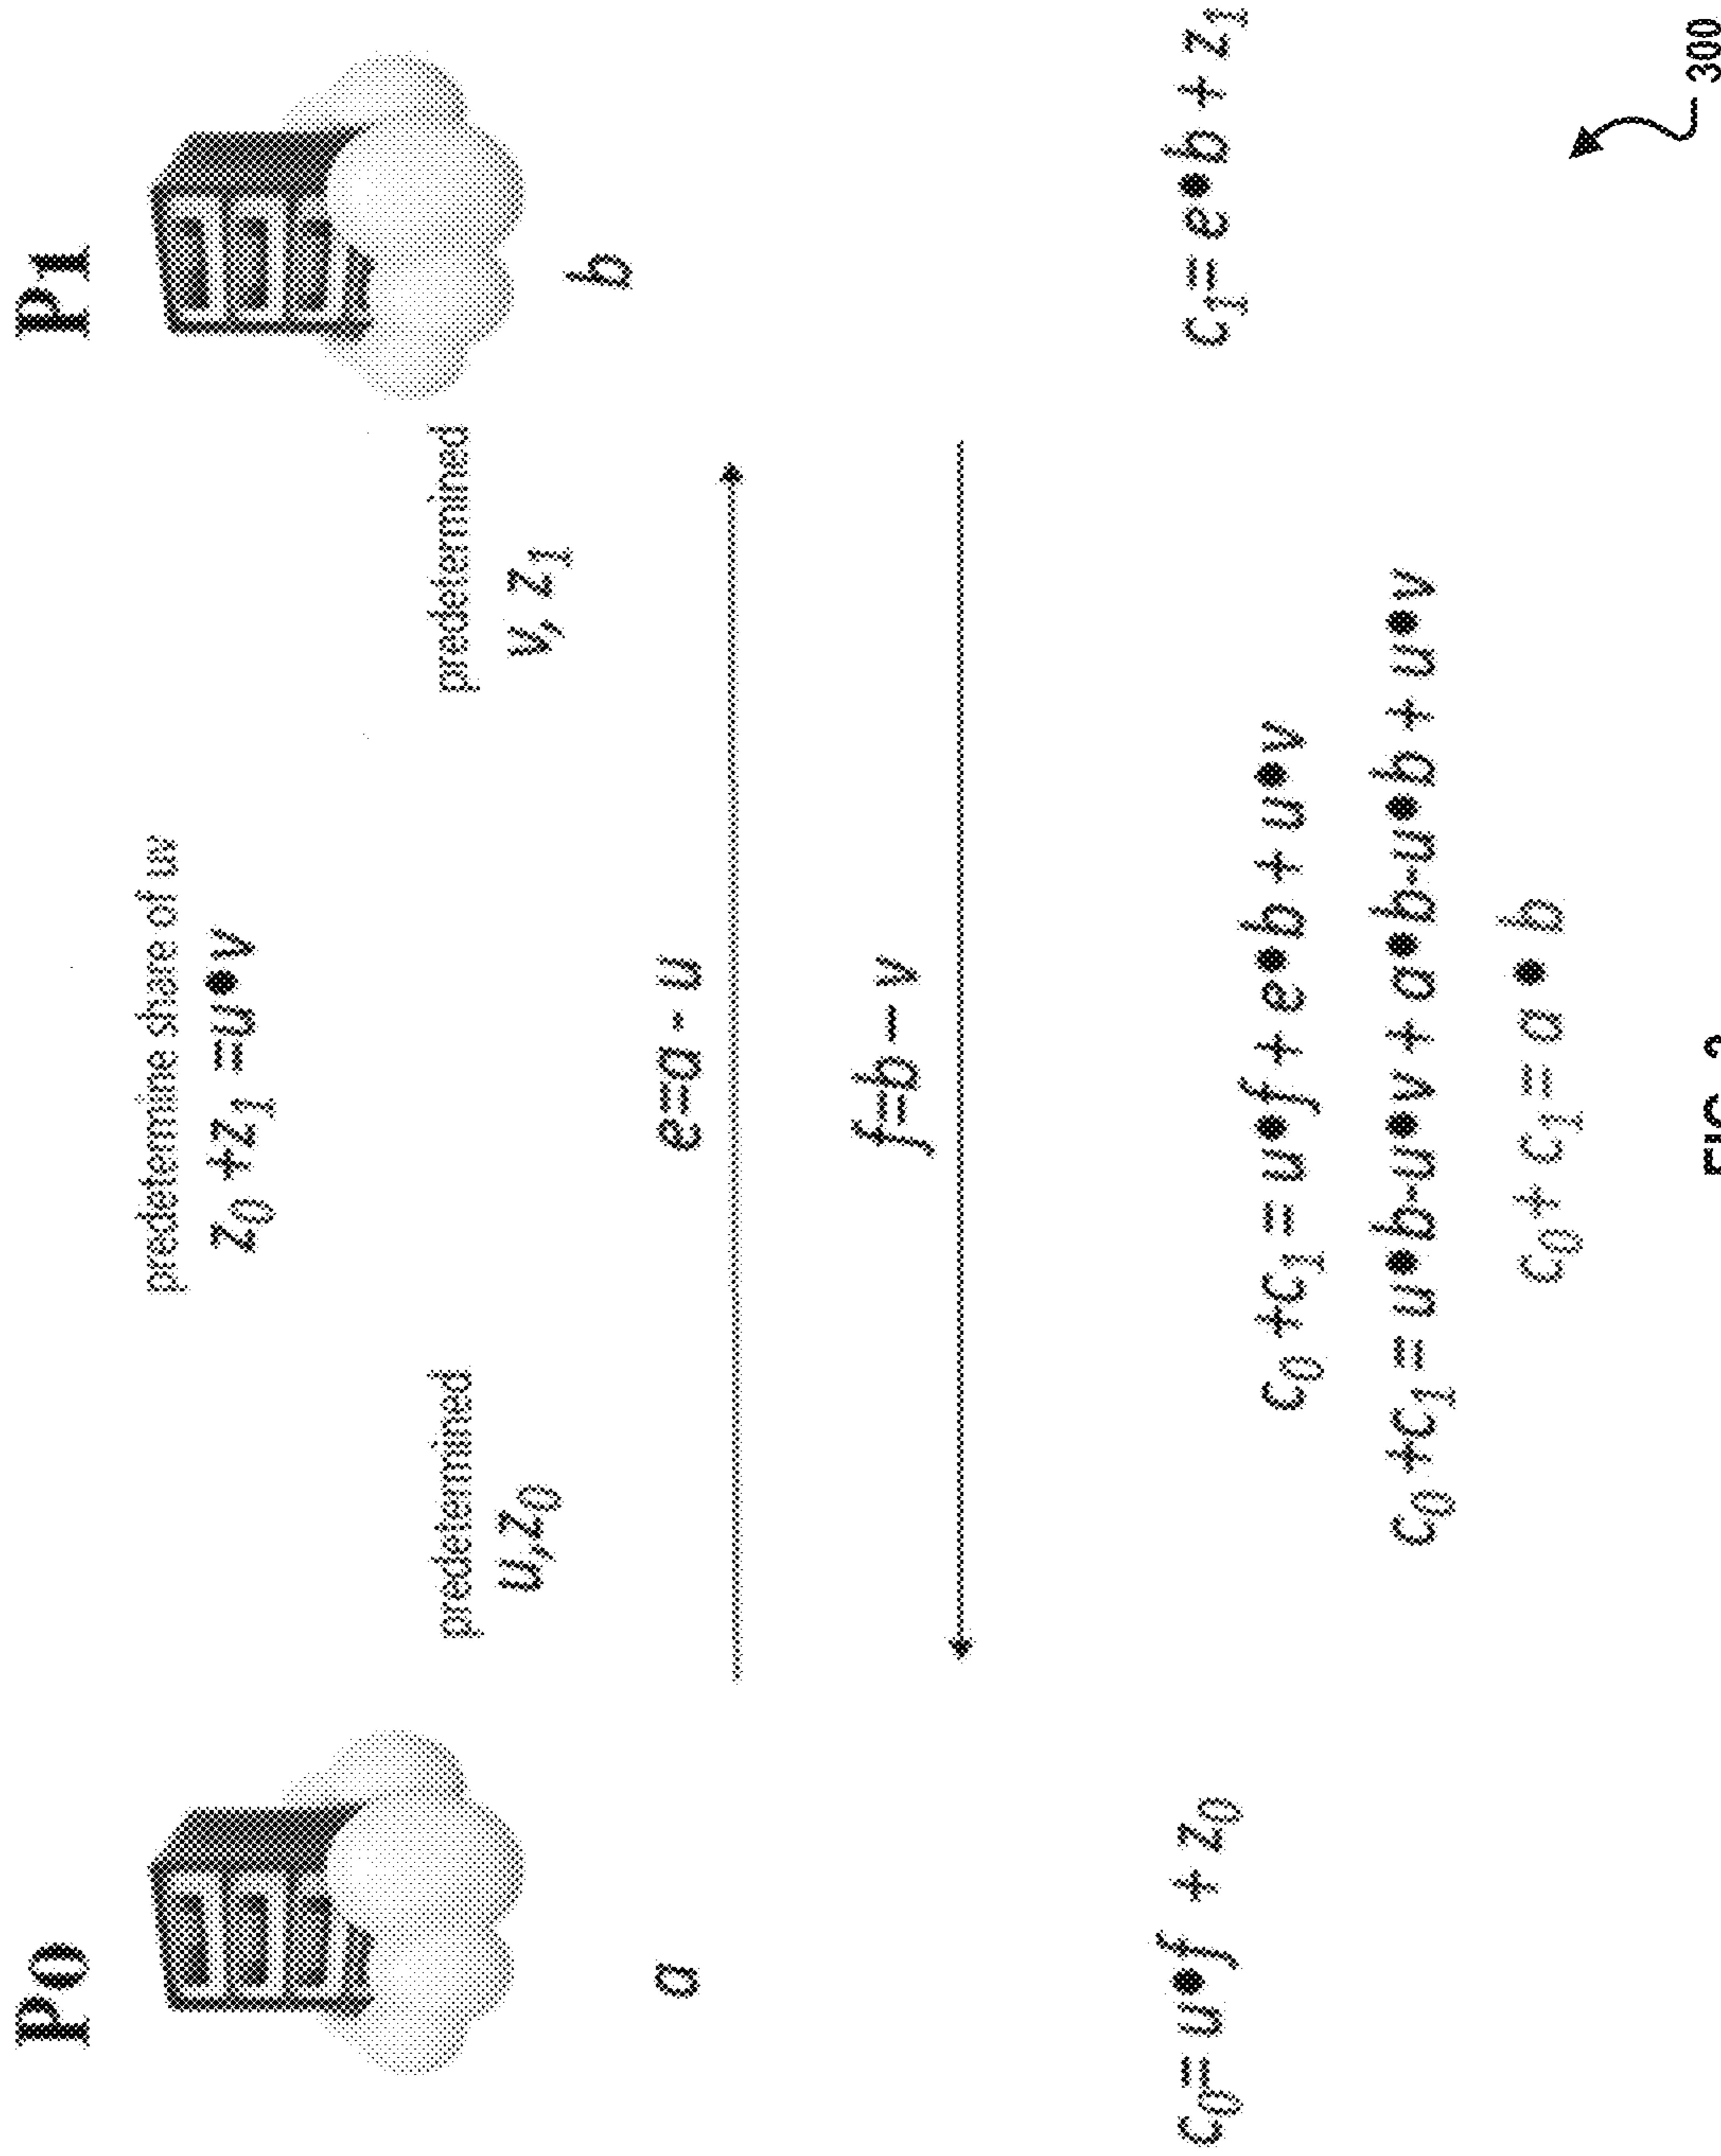 P0
P1
predetermine share of uv
z₀ +z₁ =u•v
predetermined
u,z₀
predetermined
v, z₁
a
b
e=a - u
f=b — v
c₀=u•f + z₀
c₁= e•b + z₁
c₀ +c₁ = u•f + e•b + u•v
c₀ +c₁ = u•b-u•v + a•b-u•b + u•v
c₀ + c₁ = a • b
300